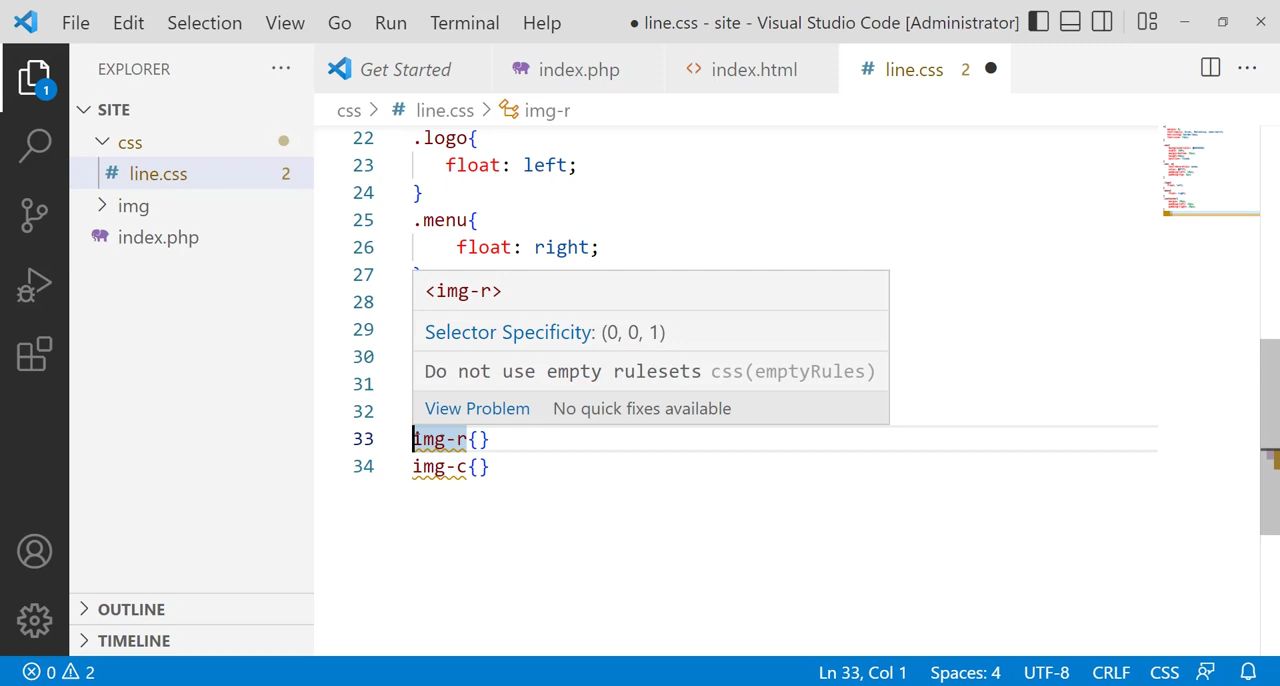 File Edit Selection View Go Run Terminal Help ● line.css - site - Visual Studio Code [Administrator]
EXPLORER ···
Get Started index.php <> index.html # line.css 2 ● ···
SITE
css > # line.css > img-r
css
# line.css 2
img
index.php
22 .logo{
23 float: left;
24 }
25 .menu{
26 float: right;
27 }
28
29
30
31
32
<img-r>
Selector Specificity: (0, 0, 1)
Do not use empty rulesets css(emptyRules)
View Problem No quick fixes available
33 img-r{}
34 img-c{}
1
OUTLINE
TIMELINE
0 2 Ln 33, Col 1 Spaces: 4 UTF-8 CRLF CSS